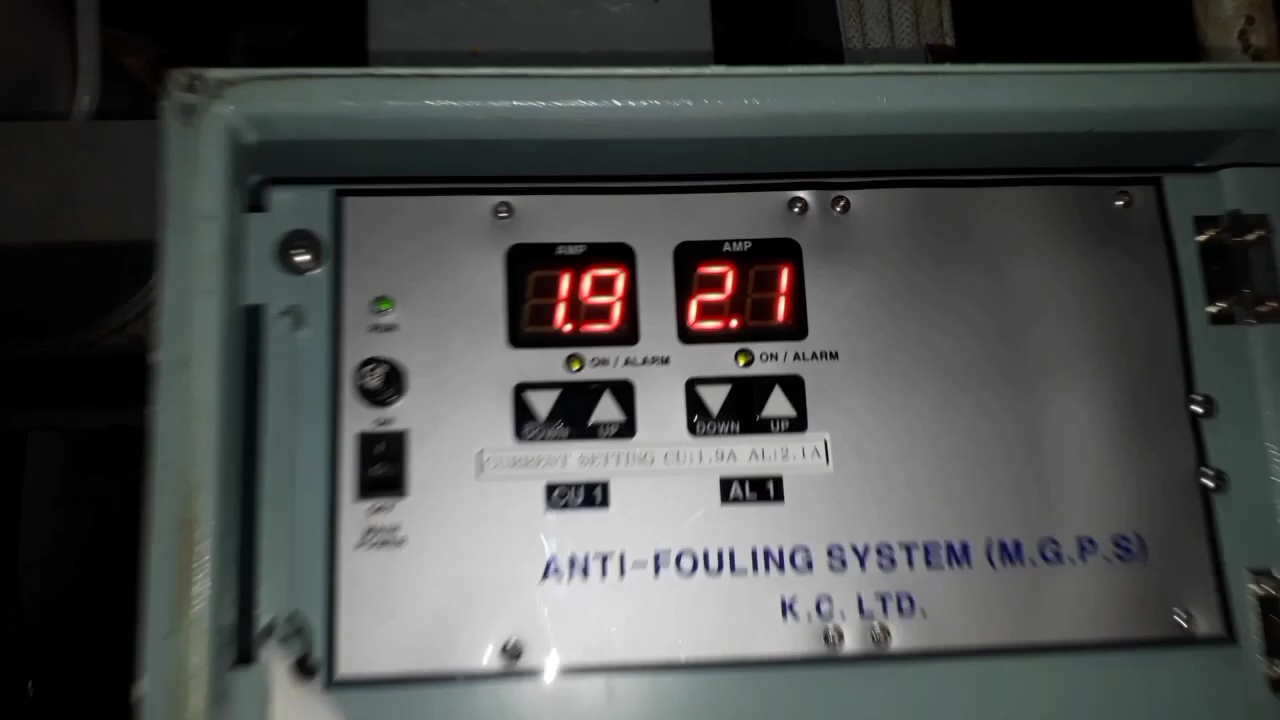 AMP
AMP
1.9
2.1
ON / ALARM
ON / ALARM
DOWN UP
DOWN UP
CURRENT SETTING CU:1.9A AL:2.1A
CU 1
AL 1
OFF
ANTI-FOULING SYSTEM (M.G.P.S)
K.C. LTD.